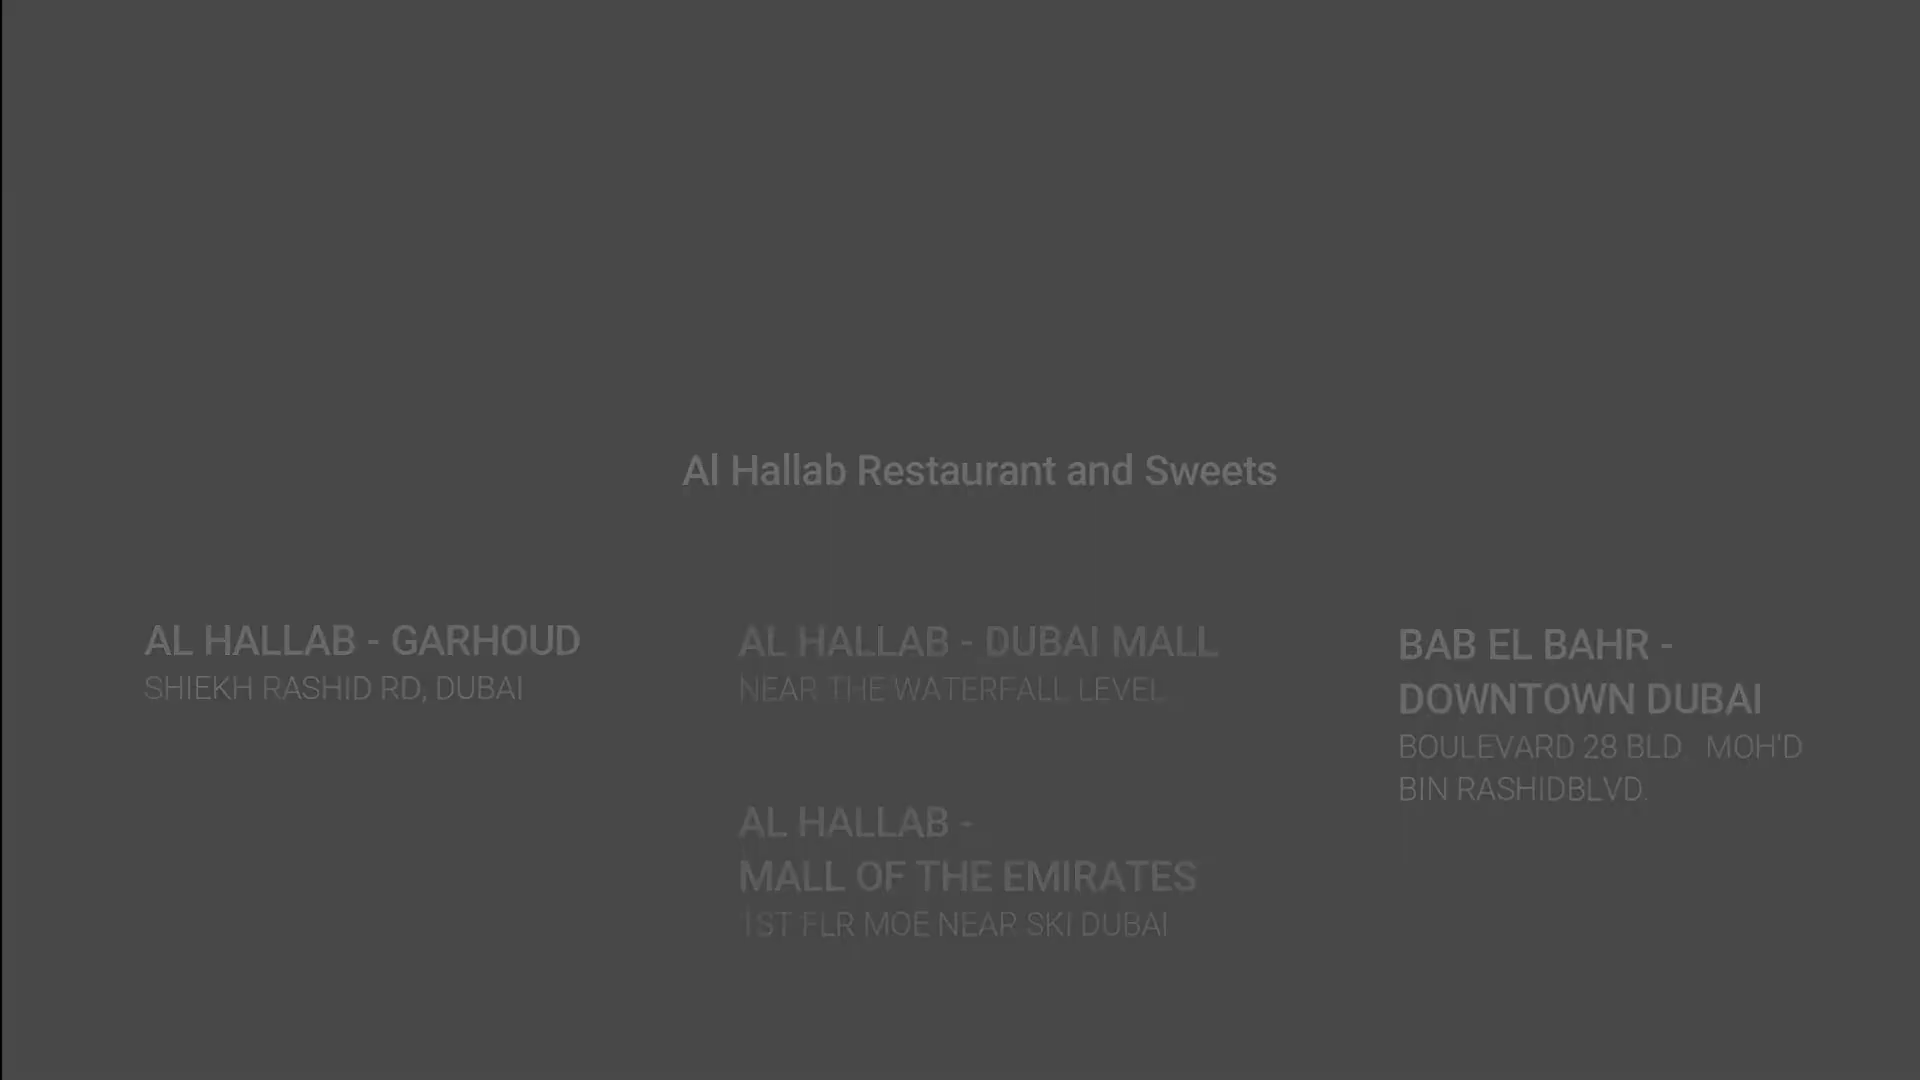 Al Hallab Restaurant and Sweets
AL HALLAB - GARHOUD
SHIEKH RASHID RD, DUBAI
AL HALLAB - DUBAI MALL
NEAR THE WATERFALL LEVEL
AL HALLAB -
MALL OF THE EMIRATES
1ST FLR MOE NEAR SKI DUBAI
BAB EL BAHR -
DOWNTOWN DUBAI
BOULEVARD 28 BLD MOH'D
BIN RASHIDBLVD.